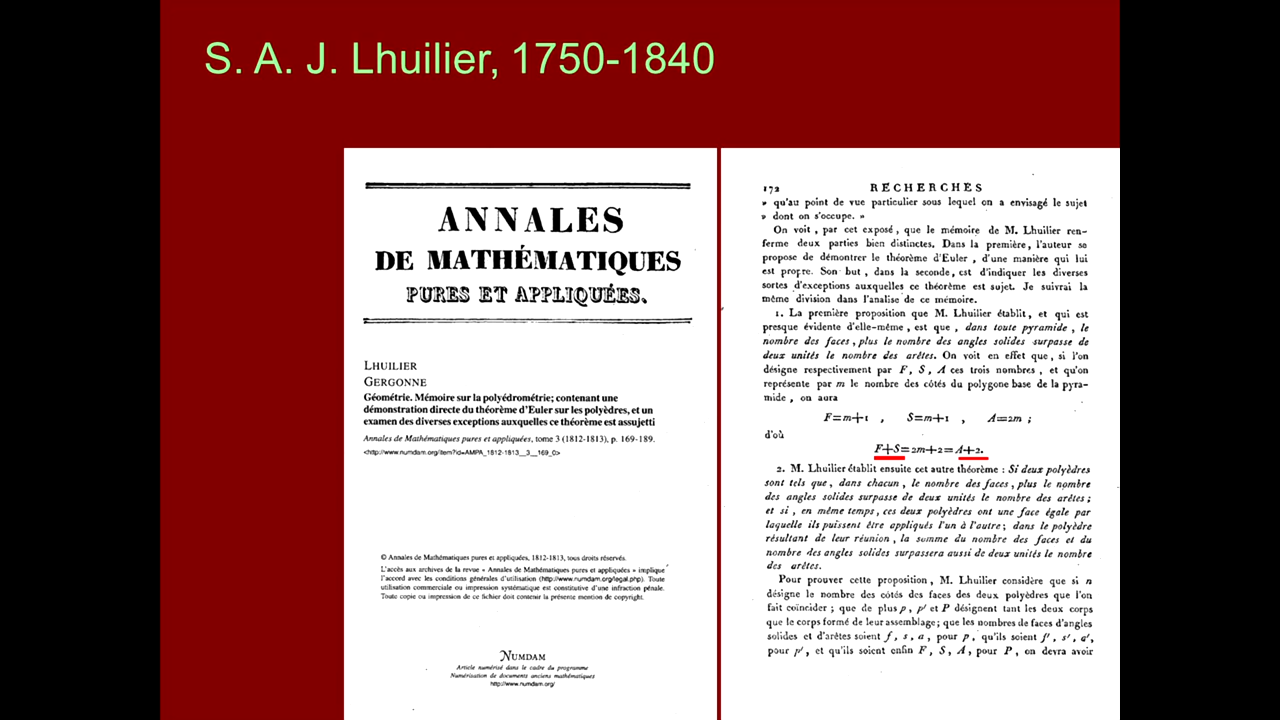 S. A. J. Lhuilier, 1750-1840
ANNALES
DE MATHÉMATIQUES
PURES ET APPLIQUÉES.
LHUILIER
GERGONNE
Géométrie. Mémoire sur la polyédrométrie; contenant une
démonstration directe du théorème d'Euler sur les polyèdres, et un
examen des diverses exceptions auxquelles ce théorème est assujetti
Annales de Mathématiques pures et appliquées, tome 3 (1812-1813), p. 169-189.
<http://www.numdam.org/item?id=AMPA_1812-1813__3__169_0>
© Annales de Mathématiques pures et appliquées, 1812-1813, tous droits réservés.
L'accès aux archives de la revue « Annales de Mathématiques pures et appliquées » implique
l'accord avec les conditions générales d'utilisation (http://www.numdam.org/legal.php). Toute
utilisation commerciale ou impression systématique est constitutive d'une infraction pénale.
Toute copie ou impression de ce fichier doit contenir la présente mention de copyright.
NUMDAM
Article numérisé dans le cadre du programme
Numérisation de documents anciens mathématiques
http://www.numdam.org/
172 RECHERCHES
» qu'au point de vue particulier sous lequel on a envisagé le sujet
» dont on s'occupe. »
On voit, par cet exposé, que le mémoire de M. Lhuilier ren-
ferme deux parties bien distinctes. Dans la première, l'auteur se
propose de démontrer le théorème d'Euler, d'une manière qui lui
est propre. Son but, dans la seconde, est d'indiquer les diverses
sortes d'exceptions auxquelles ce théorème est sujet. Je suivrai la
même division dans l'analise de ce mémoire.
1. La première proposition que M. Lhuilier établit, et qui est
presque évidente d'elle-même, est que, dans toute pyramide, le
nombre des faces, plus le nombre des angles solides surpasse de
deux unités le nombre des arêtes. On voit en effet que, si l'on
désigne respectivement par F, S, A ces trois nombres, et qu'on
représente par m le nombre des côtés du polygone base de la pyra-
mide, on aura
F=m+1 , S=m+1 , A=2m ;
d'où
F+S=2m+2=A+2.
2. M. Lhuilier établit ensuite cet autre théorème : Si deux polyèdres
sont tels que, dans chacun, le nombre des faces, plus le nombre
des angles solides surpasse de deux unités le nombre des arêtes ;
et si, en même temps, ces deux polyèdres ont une face égale par
laquelle ils puissent être appliqués l'un à l'autre ; dans le polyèdre
résultant de leur réunion, la somme du nombre des faces et du
nombre des angles solides surpassera aussi de deux unités le nombre
des arêtes.
Pour prouver cette proposition, M. Lhuilier considère que si n
désigne le nombre des côtés des faces des deux polyèdres que l'on
fait coïncider ; que de plus p, p' et P désignent tant les deux corps
que le corps formé de leur assemblage ; que les nombres de faces d'angles
solides et d'arêtes soient f, s, a, pour p, qu'ils soient f', s', a',
pour p', et qu'ils soient enfin F, S, A, pour P, on devra avoir